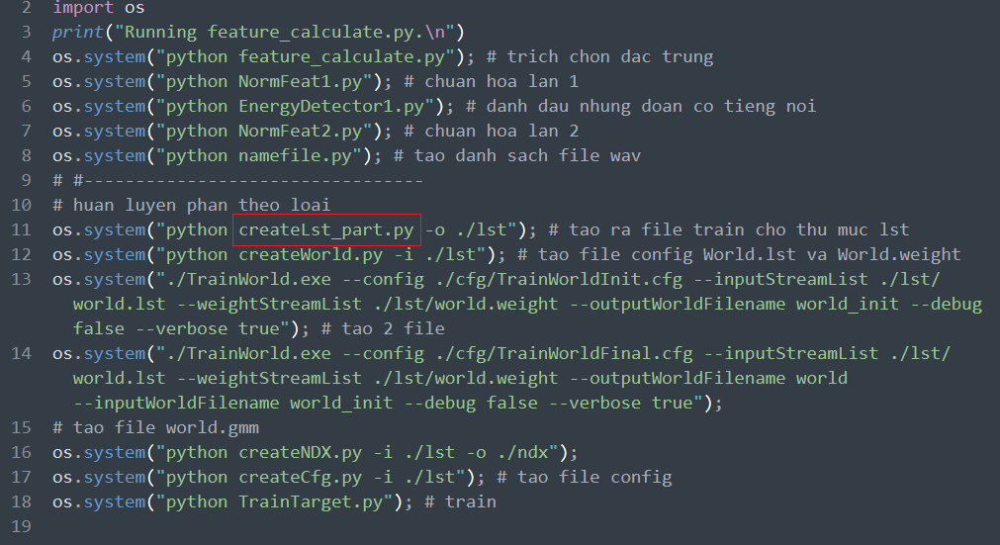 2 import os
3 print("Running feature_calculate.py.\n")
4 os.system("python feature_calculate.py"); # trich chon dac trung
5 os.system("python NormFeat1.py"); # chuan hoa lan 1
6 os.system("python EnergyDetector1.py"); # danh dau nhung doan co tieng noi
7 os.system("python NormFeat2.py"); # chuan hoa lan 2
8 os.system("python namefile.py"); # tao danh sach file wav
9 # #---------------------------------
10 # huan luyen phan theo loai
11 os.system("python createLst_part.py -o ./lst"); # tao ra file train cho thu muc lst
12 os.system("python createWorld.py -i ./lst"); # tao file config World.lst va World.weight
13 os.system("./TrainWorld.exe --config ./cfg/TrainWorldInit.cfg --inputStreamList ./lst/
world.lst --weightStreamList ./lst/world.weight --outputWorldFilename world_init --debug
false --verbose true"); # tao 2 file
14 os.system("./TrainWorld.exe --config ./cfg/TrainWorldFinal.cfg --inputStreamList ./lst/
world.lst --weightStreamList ./lst/world.weight --outputWorldFilename world
--inputWorldFilename world_init --debug false --verbose true");
15 # tao file world.gmm
16 os.system("python createNDX.py -i ./lst -o ./ndx");
17 os.system("python createCfg.py -i ./lst"); # tao file config
18 os.system("python TrainTarget.py"); # train
19